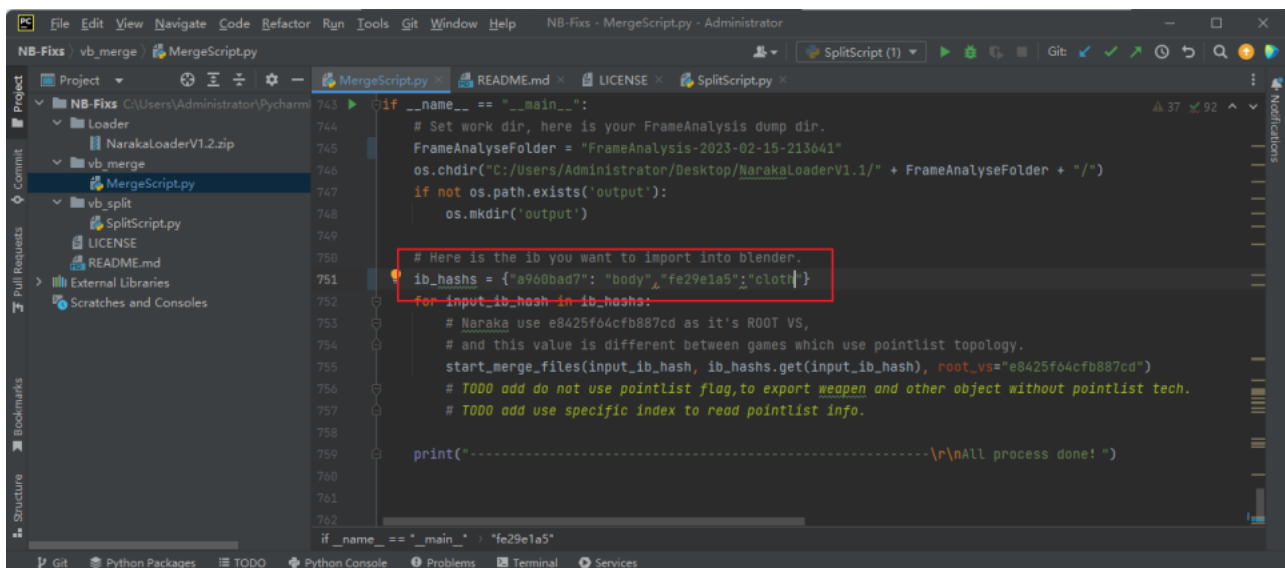 PC File Edit View Navigate Code Refactor Run Tools Git Window Help NB-Fixs - MergeScript.py - Administrator
NB-Fixs vb_merge MergeScript.py SplitScript (1) Git:
Project MergeScript.py README.md LICENSE SplitScript.py
NB-Fixs C:\Users\Administrator\Pycharm
Loader
NarakaLoaderV1.2.zip
vb_merge
MergeScript.py
vb_split
SplitScript.py
LICENSE
README.md
External Libraries
Scratches and Consoles
37 92
743 if __name__ == "__main__":
744 # Set work dir, here is your FrameAnalysis dump dir.
745 FrameAnalyseFolder = "FrameAnalysis-2023-02-15-213641"
746 os.chdir("C:/Users/Administrator/Desktop/NarakaLoaderV1.1/" + FrameAnalyseFolder + "/")
747 if not os.path.exists('output'):
748 os.mkdir('output')
749
750 # Here is the ib you want to import into blender.
751 ib_hashs = {"a960bad7": "body","fe29e1a5":"cloth"}
752 for input_ib_hash in ib_hashs:
753 # Naraka use e8425f64cfb887cd as it's ROOT VS,
754 # and this value is different between games which use pointlist topology.
755 start_merge_files(input_ib_hash, ib_hashs.get(input_ib_hash), root_vs="e8425f64cfb887cd")
756 # TODO add do not use pointlist flag,to export weapen and other object without pointlist tech.
757 # TODO add use specific index to read pointlist info.
758
759 print("----------------------------------------------------------\r\nAll process done! ")
760
761
762
if __name__ == "__main__" › "fe29e1a5"
Project
Commit
Pull Requests
Bookmarks
Structure
Notifications
Git Python Packages TODO Python Console Problems Terminal Services